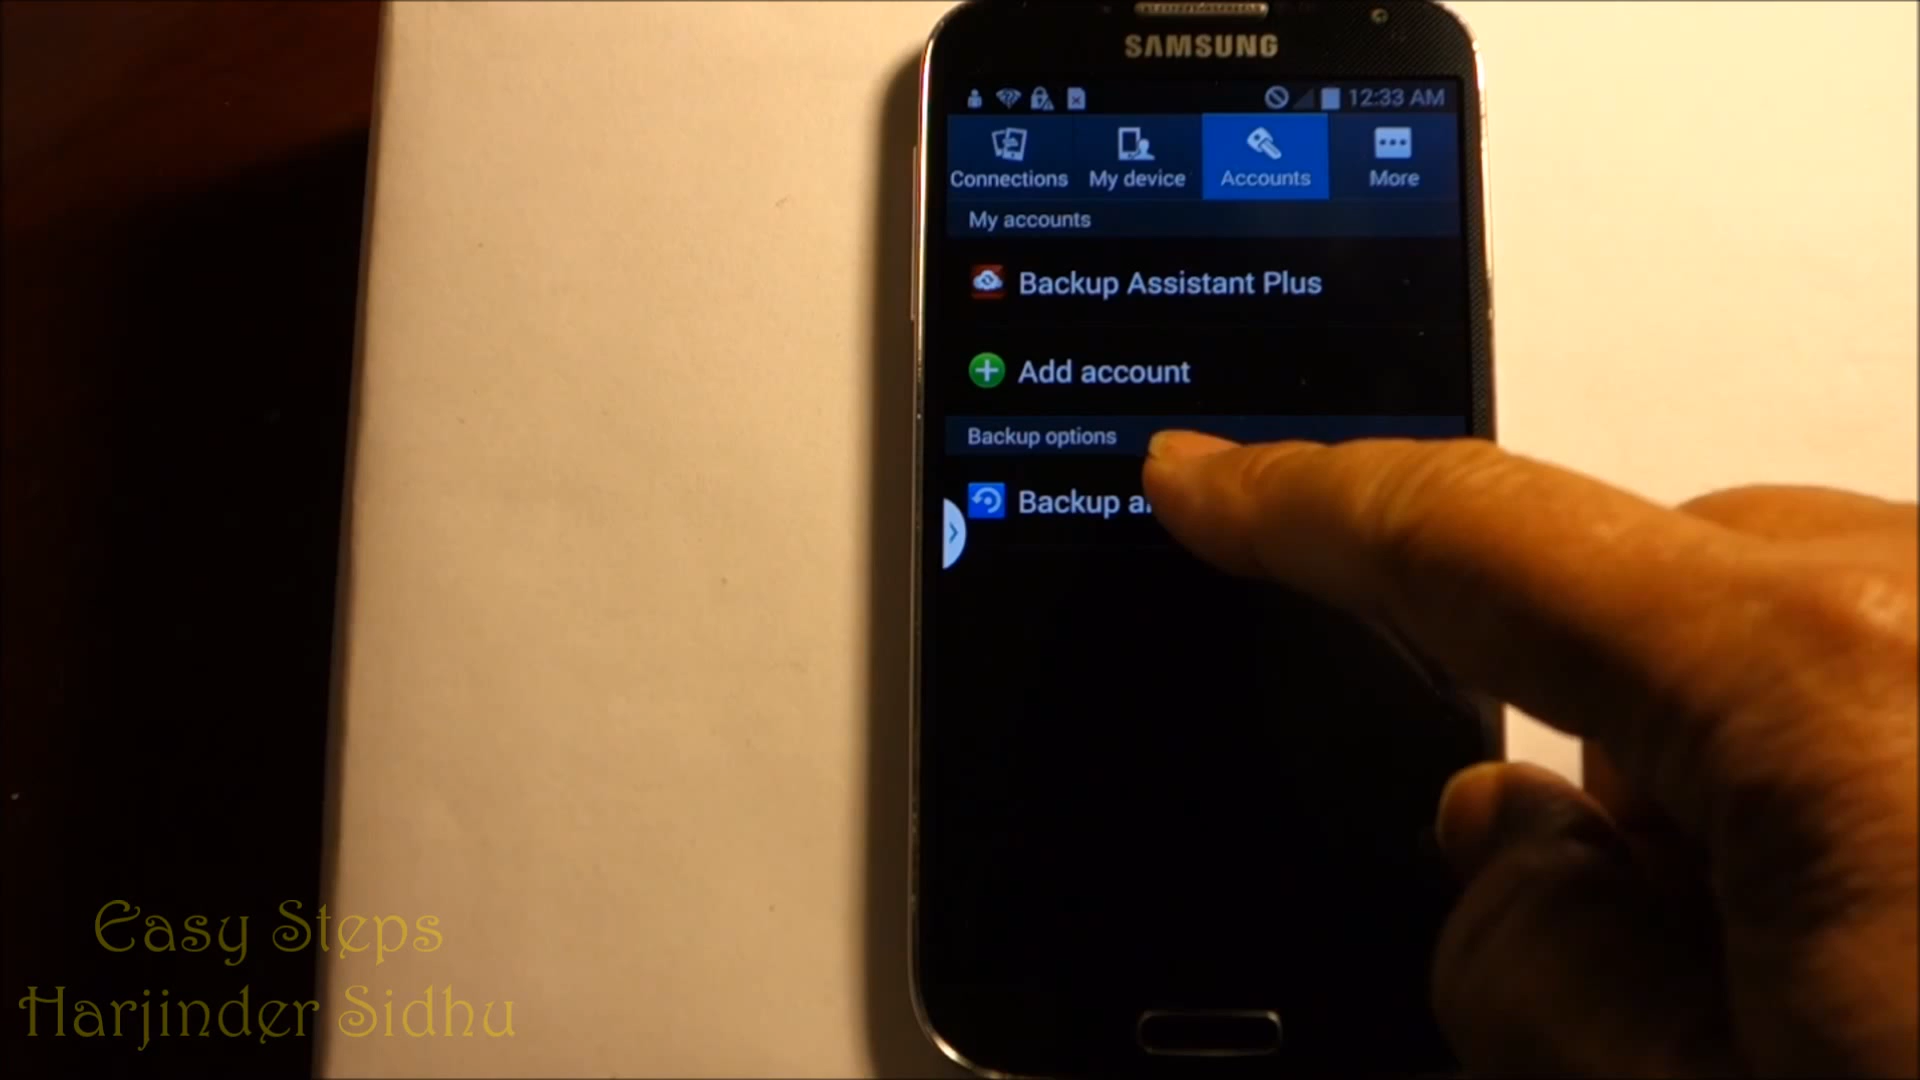 SAMSUNG
12:33 AM
Connections My device Accounts More
My accounts
Backup Assistant Plus
Add account
Backup options
Backup
Easy Steps
Harjinder Sidhu